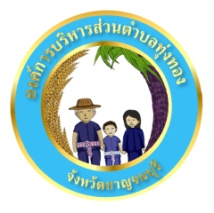 องค์การบริหารส่วนตำบลทุ่งทอง
จังหวัดกาญจนบุรี